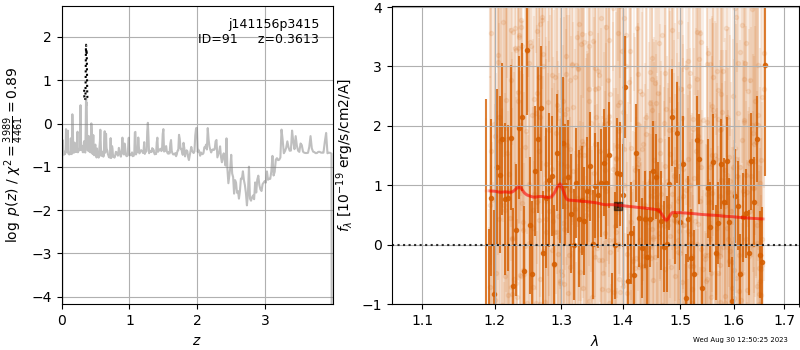 j141156p3415
ID=91 z=0.3613
log p(z) / χ² = 3989/4461 = 0.89
2
1
0
−1
−2
−3
−4
0 1 2 3
z
f_λ [10⁻¹⁹ erg/s/cm2/A]
4
3
2
1
0
−1
1.1 1.2 1.3 1.4 1.5 1.6 1.7
λ
Wed Aug 30 12:50:25 2023